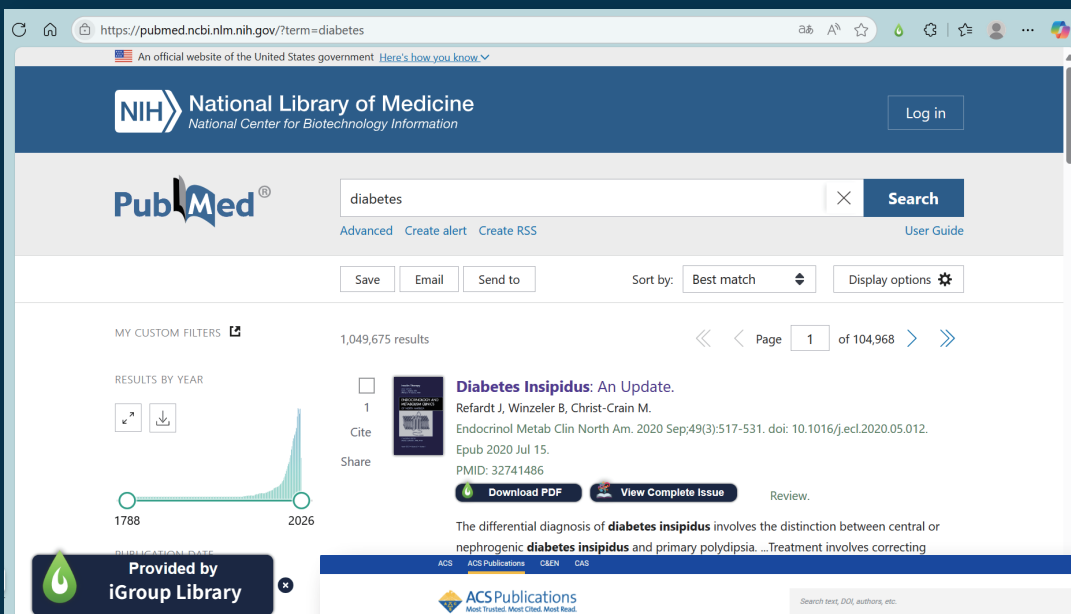 https://pubmed.ncbi.nlm.nih.gov/?term=diabetes
An official website of the United States government Here's how you know
NIH National Library of Medicine
National Center for Biotechnology Information
Log in
PubMed®
diabetes
Search
Advanced Create alert Create RSS
User Guide
Save Email Send to
Sort by: Best match
Display options
MY CUSTOM FILTERS
1,049,675 results
Page 1 of 104,968
RESULTS BY YEAR
1788 2026
PUBLICATION DATE
1
Cite
Share
Diabetes Insipidus: An Update.
Refardt J, Winzeler B, Christ-Crain M.
Endocrinol Metab Clin North Am. 2020 Sep;49(3):517-531. doi: 10.1016/j.ecl.2020.05.012.
Epub 2020 Jul 15.
PMID: 32741486
Download PDF View Complete Issue Review.
The differential diagnosis of diabetes insipidus involves the distinction between central or
nephrogenic diabetes insipidus and primary polydipsia. ...Treatment involves correcting
Provided by
iGroup Library
ACS ACS Publications C&EN CAS
ACS Publications
Most Trusted. Most Cited. Most Read.
Search text, DOI, authors, etc.